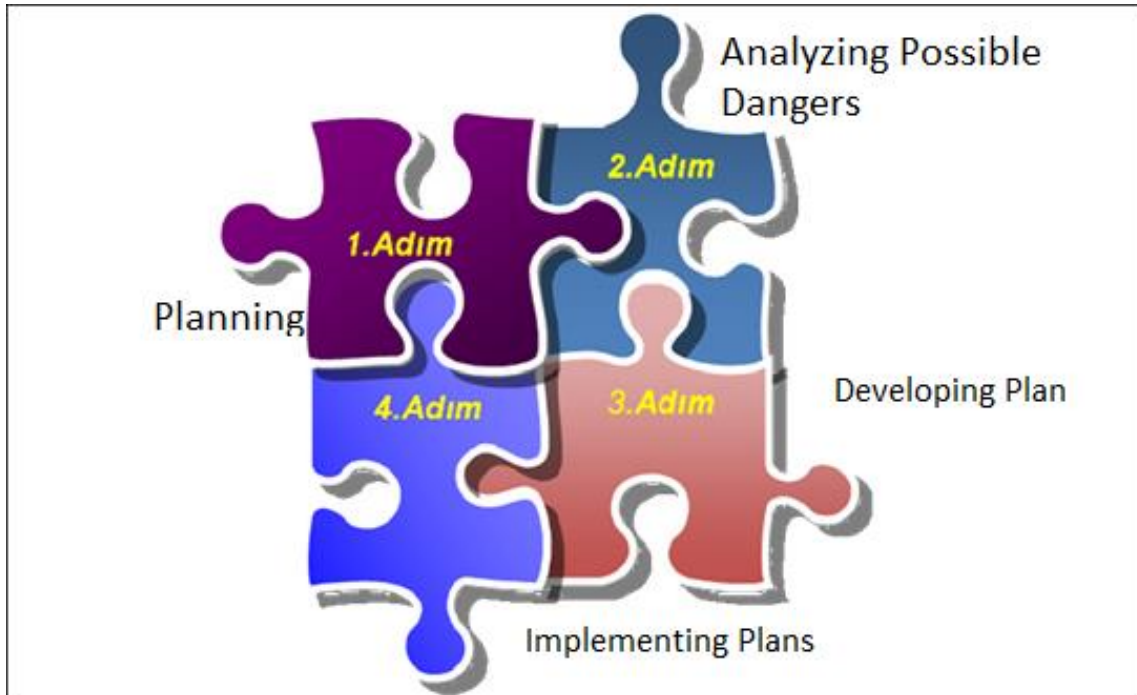 Analyzing Possible
Dangers
2.Adım
1.Adım
Planning
4.Adım
3.Adım
Developing Plan
Implementing Plans